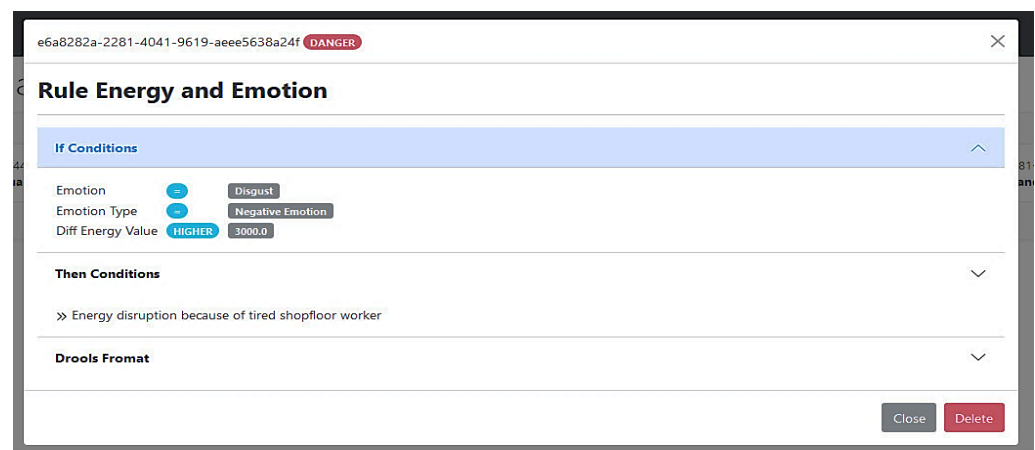 e6a8282a-2281-4041-9619-aeee5638a24f DANGER
Rule Energy and Emotion
If Conditions
Emotion = Disgust
Emotion Type = Negative Emotion
Diff Energy Value HIGHER 3000.0
Then Conditions
» Energy disruption because of tired shopfloor worker
Drools Fromat
Close Delete